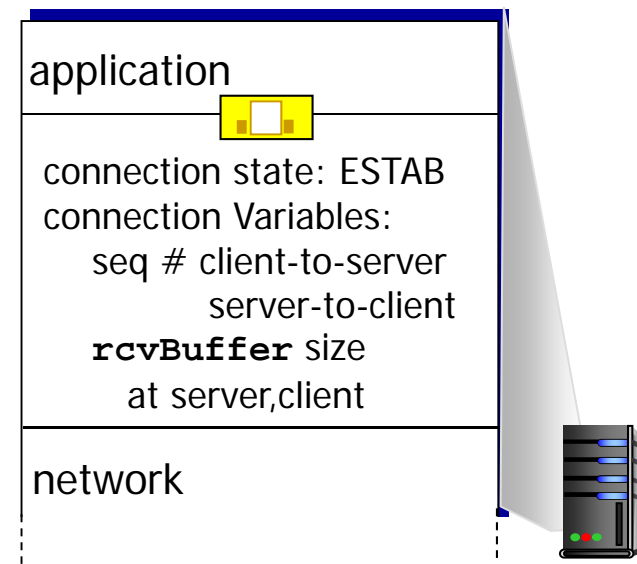 application
connection state: ESTAB
connection Variables:
seq # client-to-server
server-to-client
rcvBuffer size
at server,client
network